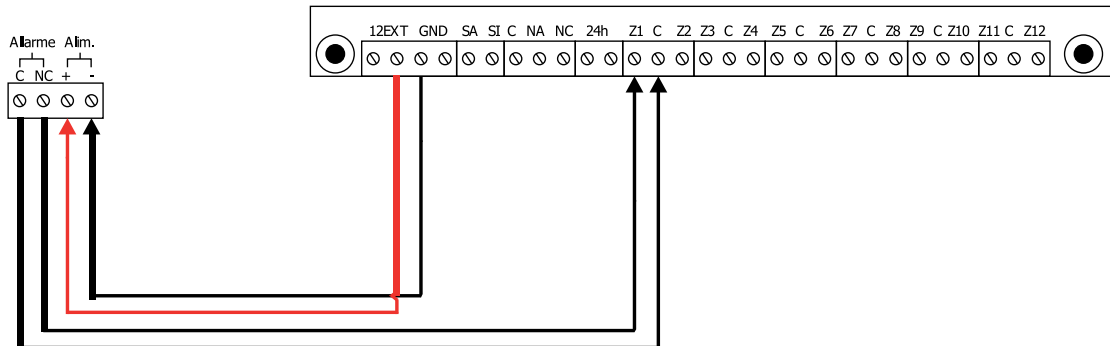 12EXT GND SA SI C NA NC 24h Z1 C Z2 Z3 C Z4 Z5 C Z6 Z7 C Z8 Z9 C Z10 Z11 C Z12
Allarme Alim.
C NC + -